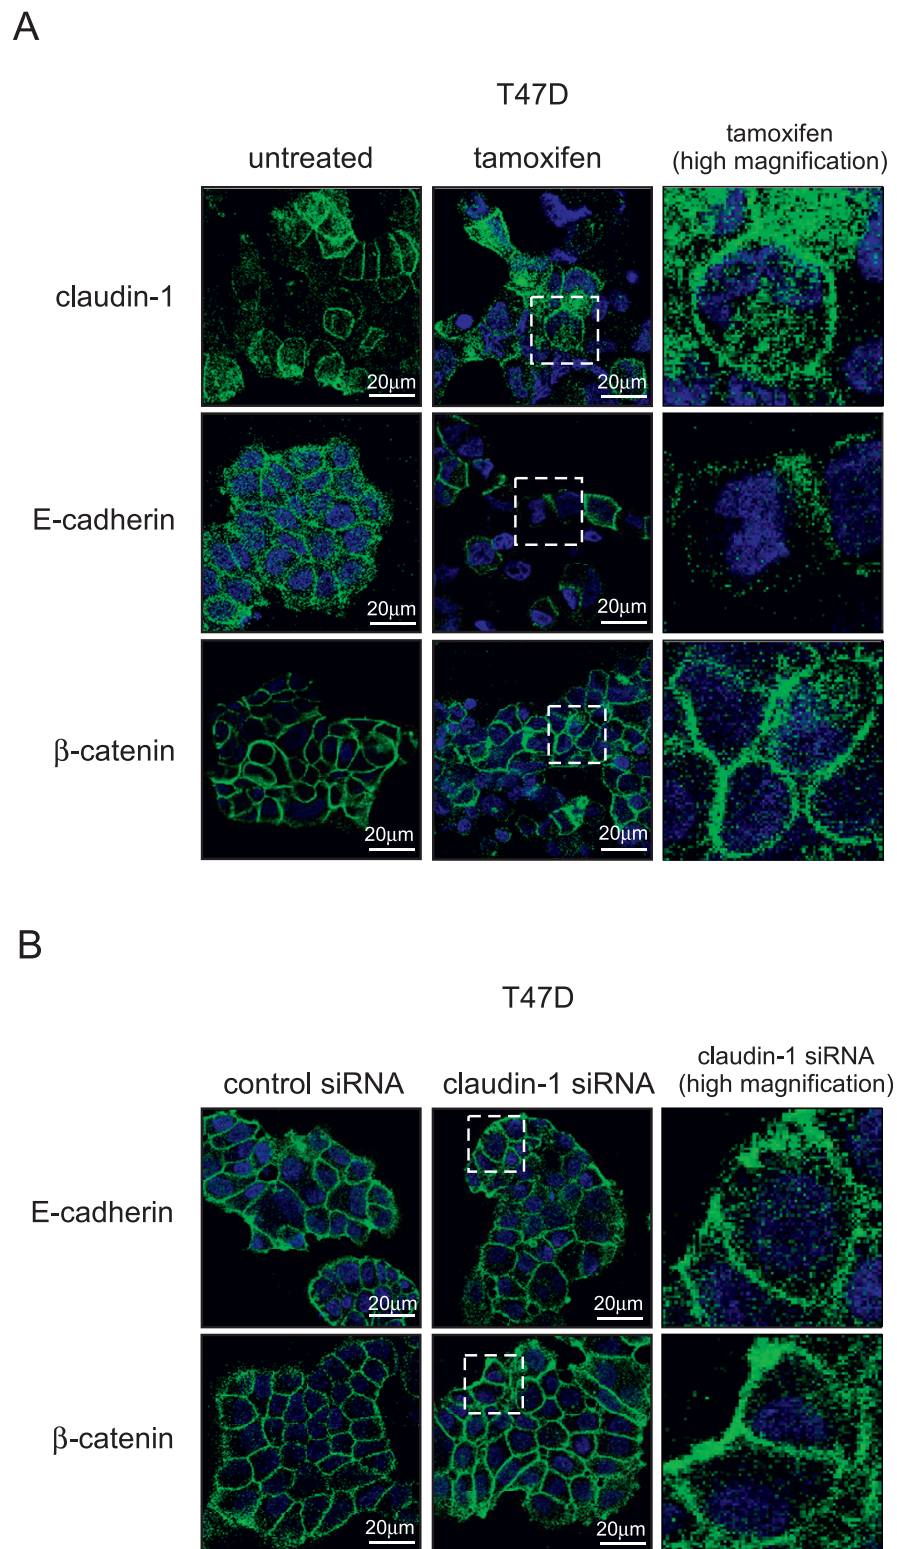 A
T47D
untreated
tamoxifen
tamoxifen
(high magnification)
claudin-1
20μm
20μm
E-cadherin
20μm
20μm
β-catenin
20μm
20μm
B
T47D
control siRNA
claudin-1 siRNA
claudin-1 siRNA
(high magnification)
E-cadherin
20μm
20μm
β-catenin
20μm
20μm